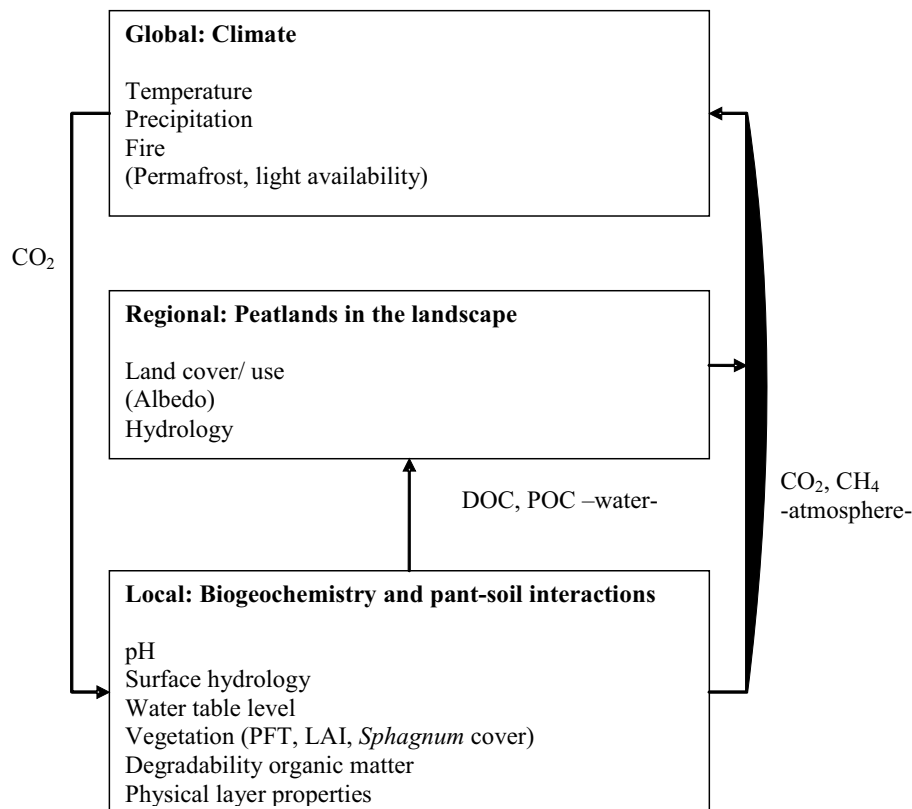 Global: Climate
Temperature
Precipitation
Fire
(Permafrost, light availability)
CO₂
Regional: Peatlands in the landscape
Land cover/ use
(Albedo)
Hydrology
DOC, POC –water-
CO₂, CH₄
-atmosphere-
Local: Biogeochemistry and pant-soil interactions
pH
Surface hydrology
Water table level
Vegetation (PFT, LAI, Sphagnum cover)
Degradability organic matter
Physical layer properties